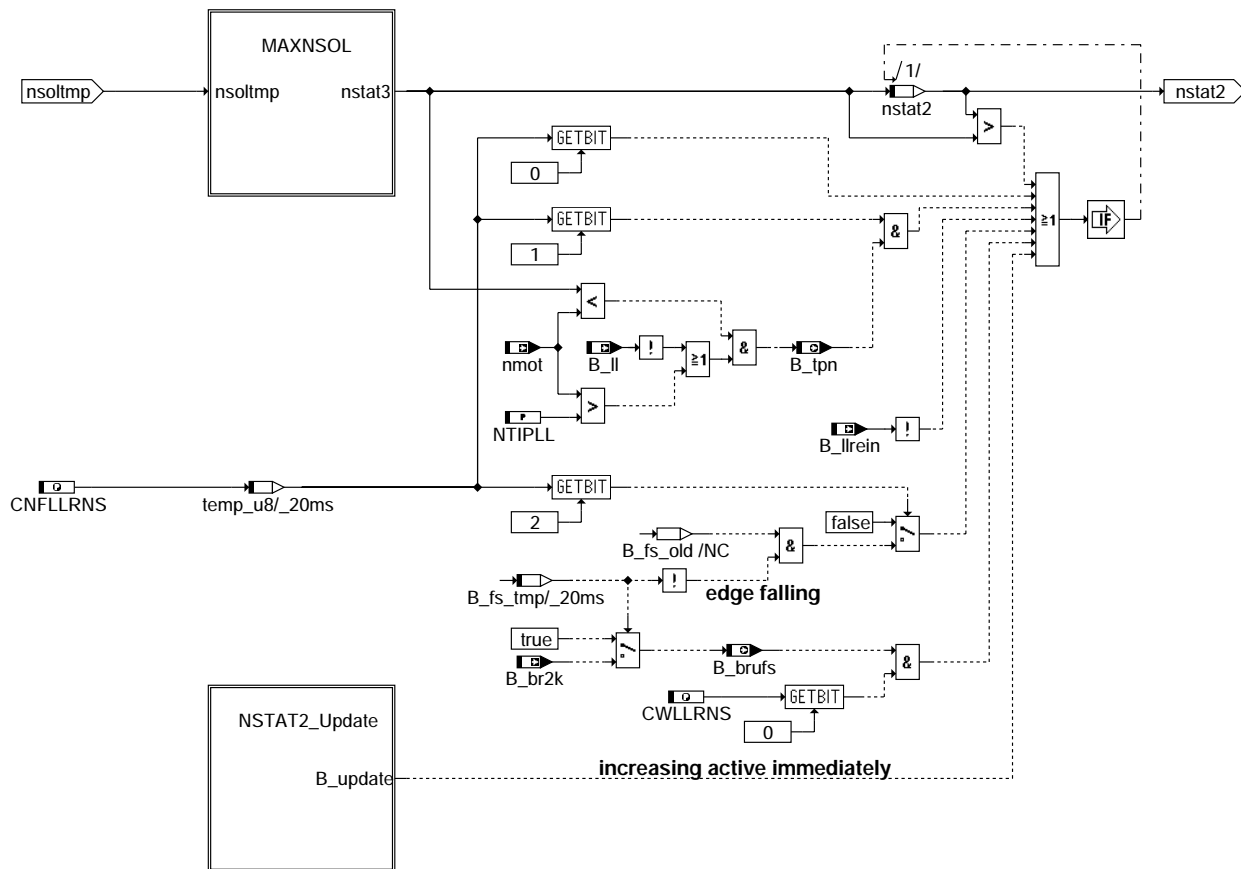 MAXNSOL
nsoltmp
nsoltmp
nstat3
/1/
nstat2
nstat2
>
GETBIT
0
≥1
IF
GETBIT
1
&
<
nmot
B_ll
!
≥1
&
B_tpn
>
P
NTIPLL
B_llrein
!
CNFLLRNS
temp_u8/_20ms
GETBIT
2
false
B_fs_old /NC
&
B_fs_tmp/_20ms
!
edge falling
true
B_br2k
B_brufs
&
CWLLRNS
GETBIT
0
NSTAT2_Update
B_update
increasing active immediately